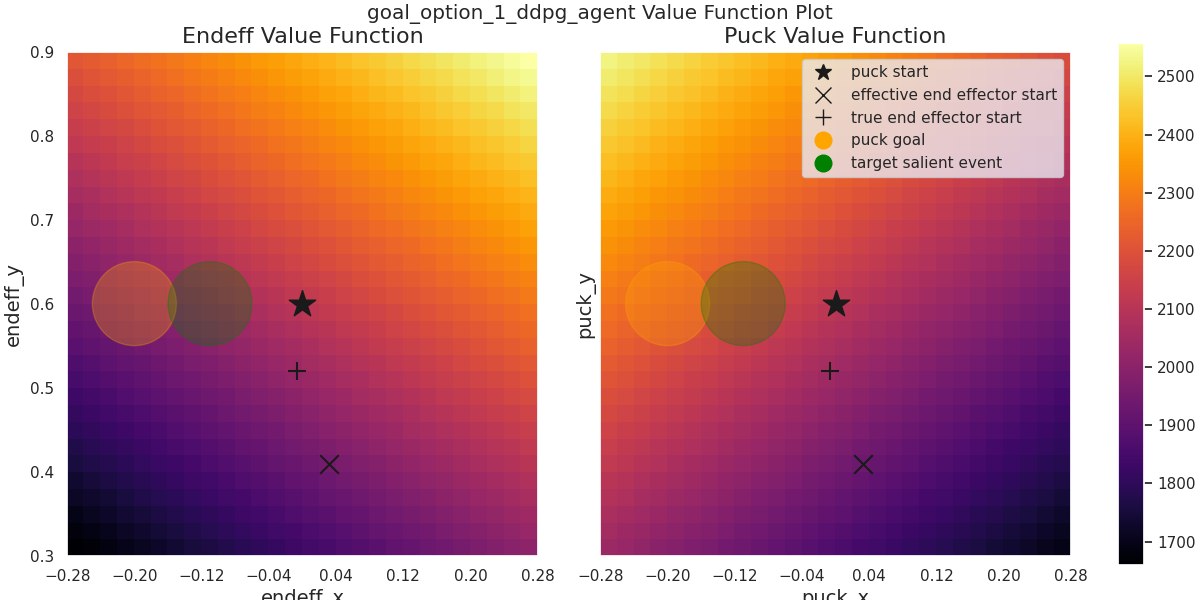 goal_option_1_ddpg_agent Value Function Plot
Endeff Value Function
Puck Value Function
puck start
effective end effector start
true end effector start
puck goal
target salient event
0.9
0.8
0.7
0.6
0.5
0.4
0.3
endeff_y
−0.28 −0.20 −0.12 −0.04 0.04 0.12 0.20 0.28
endeff_x
puck_y
−0.28 −0.20 −0.12 −0.04 0.04 0.12 0.20 0.28
puck_x
2500
2400
2300
2200
2100
2000
1900
1800
1700